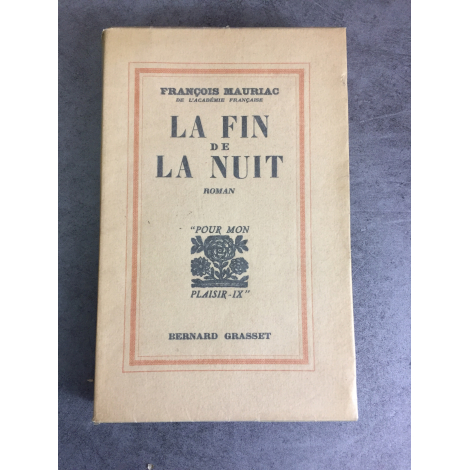 FRANÇOIS MAURIAC
DE L'ACADÉMIE FRANÇAISE
LA FIN
DE
LA NUIT
ROMAN
"POUR MON
PLAISIR-IX"
BERNARD GRASSET